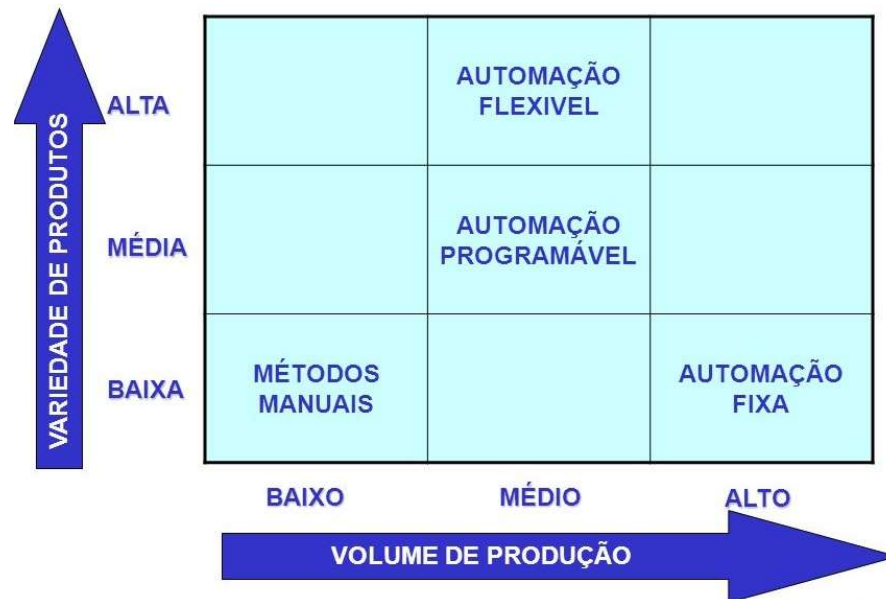 VARIEDADE DE PRODUTOS
ALTA
AUTOMAÇÃO
FLEXIVEL
MÉDIA
AUTOMAÇÃO
PROGRAMÁVEL
BAIXA
MÉTODOS
MANUAIS
AUTOMAÇÃO
FIXA
BAIXO
MÉDIO
ALTO
VOLUME DE PRODUÇÃO